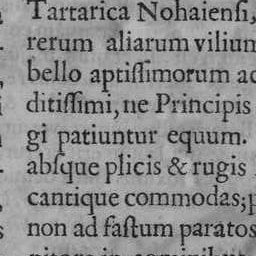 Tartarica Nohaiensi,
rerum aliarum vilium
bello aptiſſimorum ac
ditiſſimi, ne Principis
gi patiuntur equum.
abſque plicis & rugis
cantique commodas;
non ad faſtum paratos